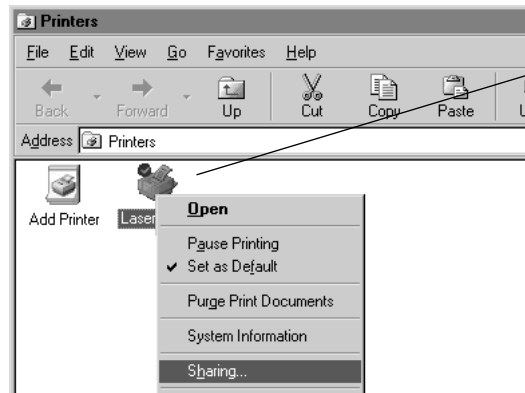 Printers
File Edit View Go Favorites Help
Back Forward Up Cut Copy Paste
Address Printers
Add Printer Laser
Open
Pause Printing
Set as Default
Purge Print Documents
System Information
Sharing...